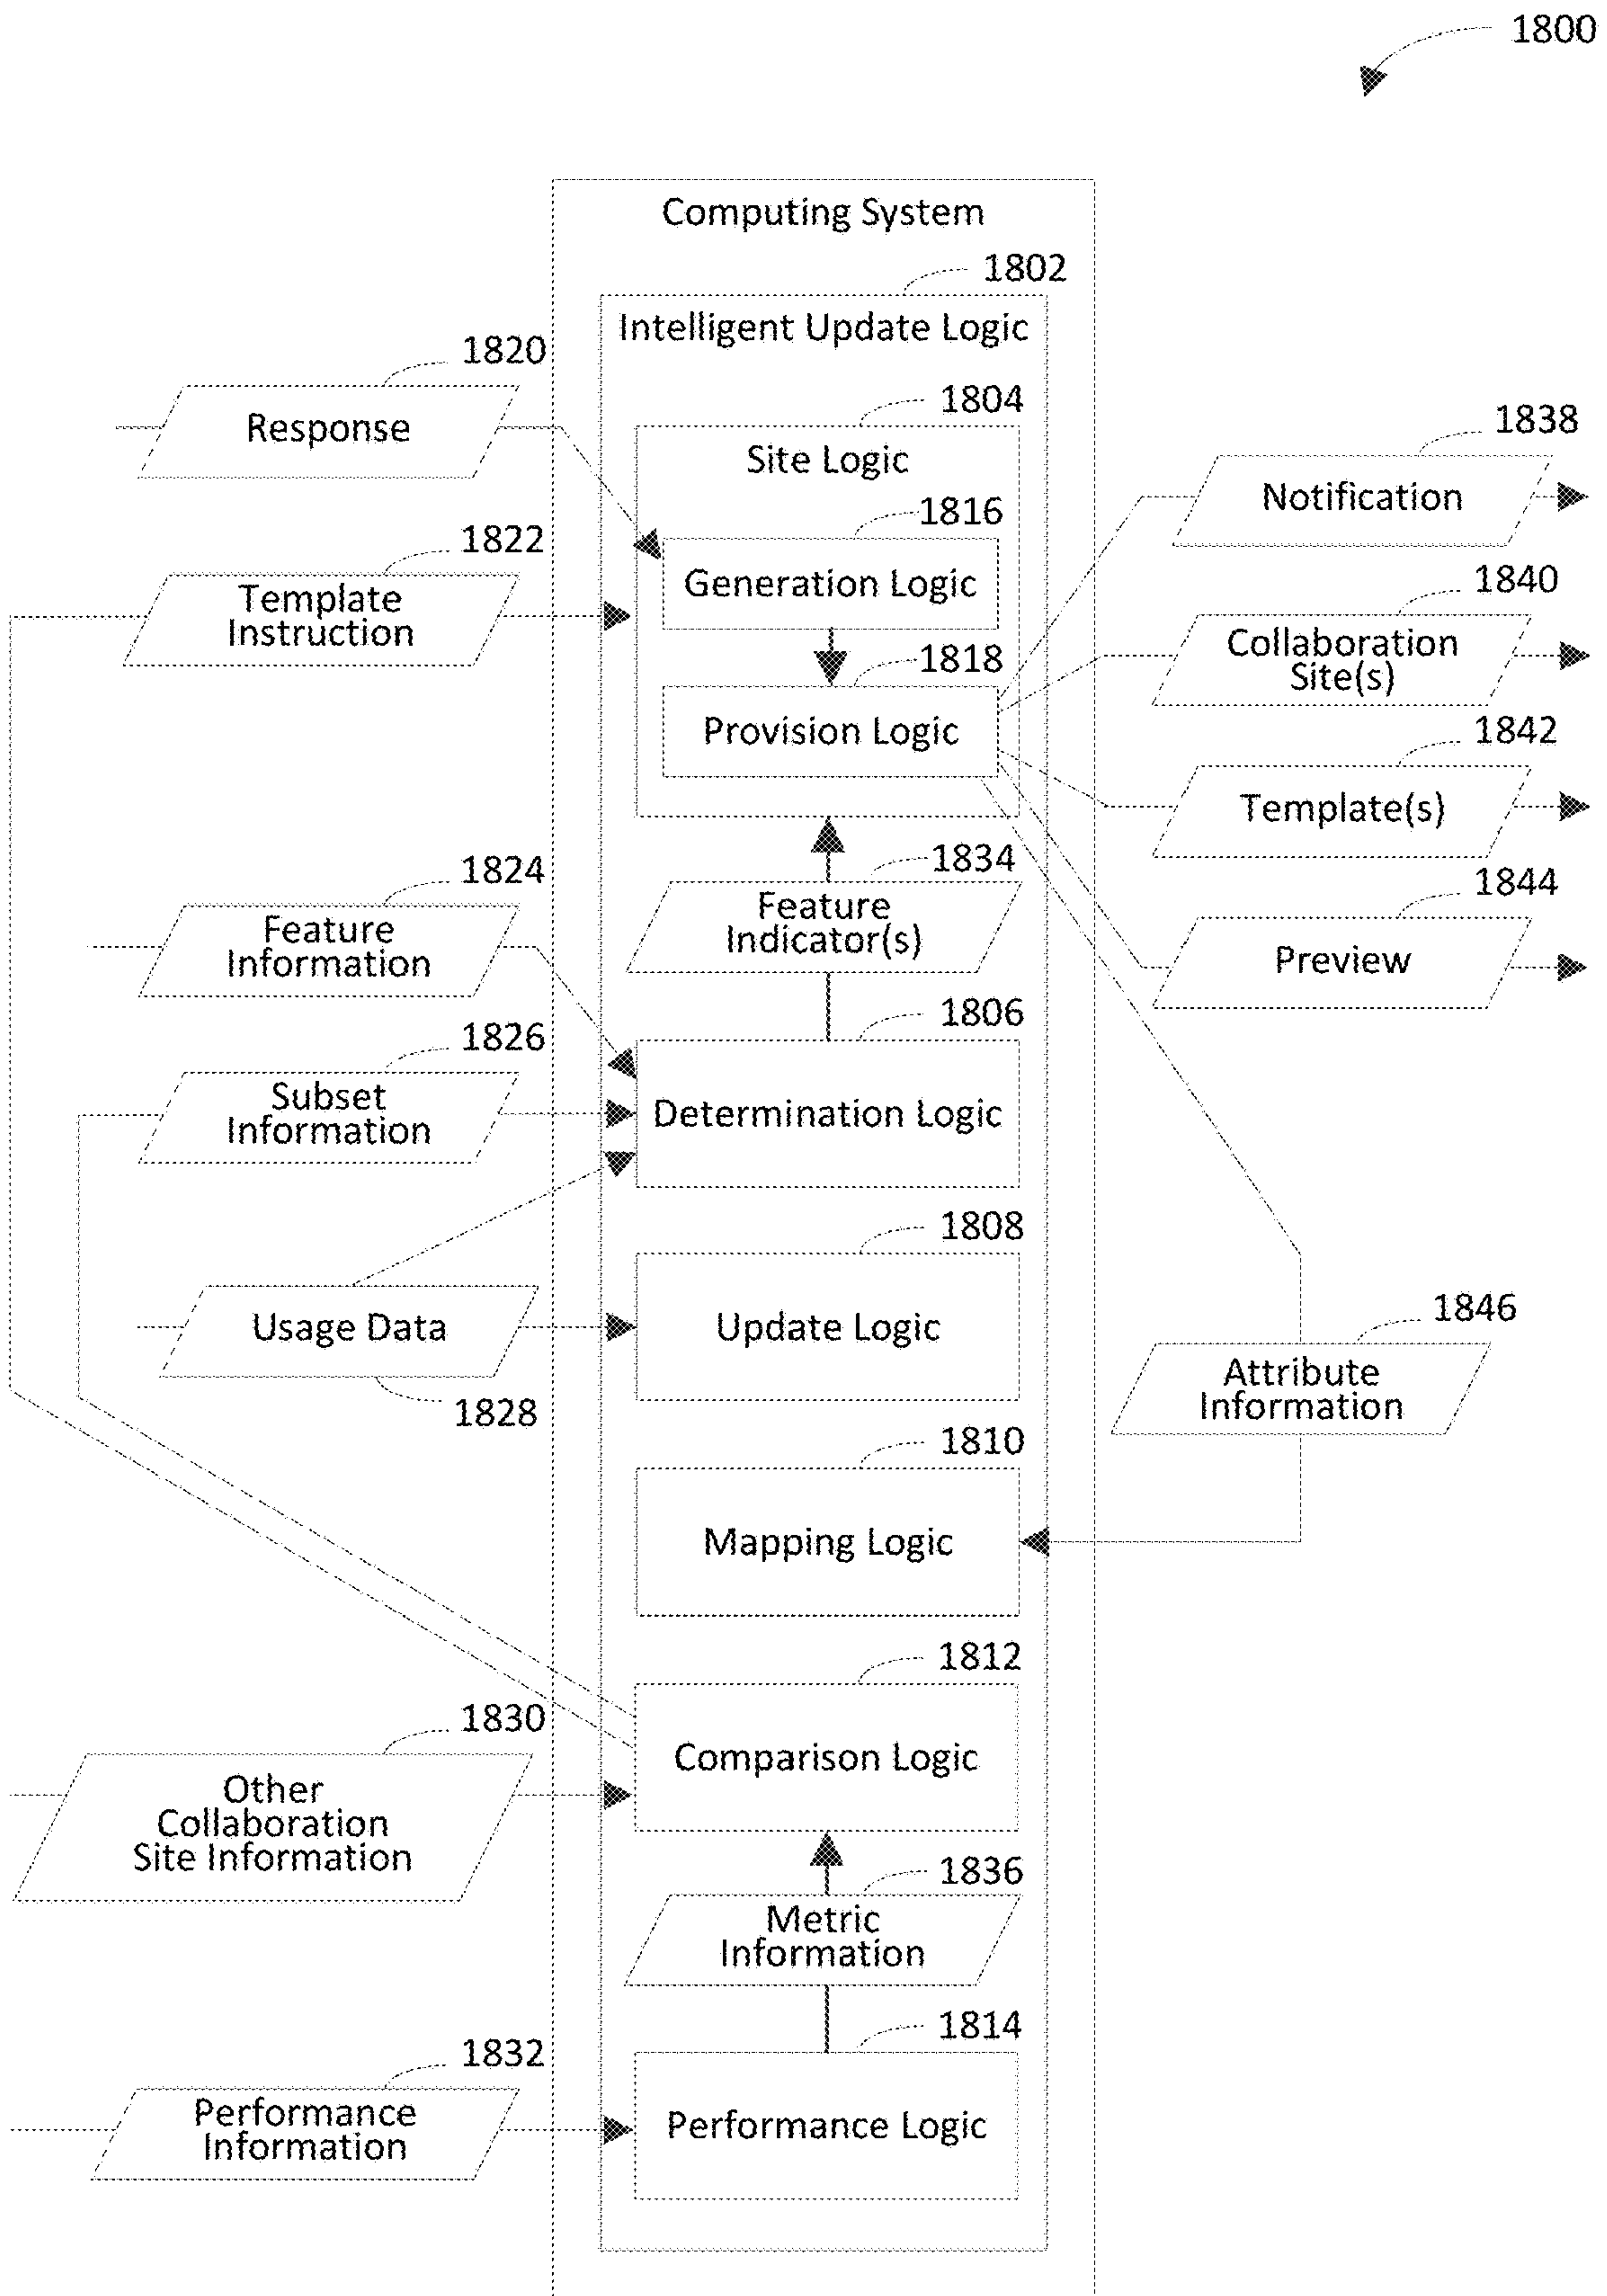 1800
Computing System
1802
Intelligent Update Logic
1820
Response
1804
Site Logic
1838
Notification
1816
Generation Logic
1822
Template
Instruction
1840
Collaboration
Site(s)
1818
Provision Logic
1842
Template(s)
1824
Feature
Information
1834
Feature
Indicator(s)
1844
Preview
1806
Determination Logic
1826
Subset
Information
1808
Update Logic
Usage Data
1828
1846
Attribute
Information
1810
Mapping Logic
1812
Comparison Logic
1830
Other
Collaboration
Site Information
1836
Metric
Information
1814
Performance Logic
1832
Performance
Information